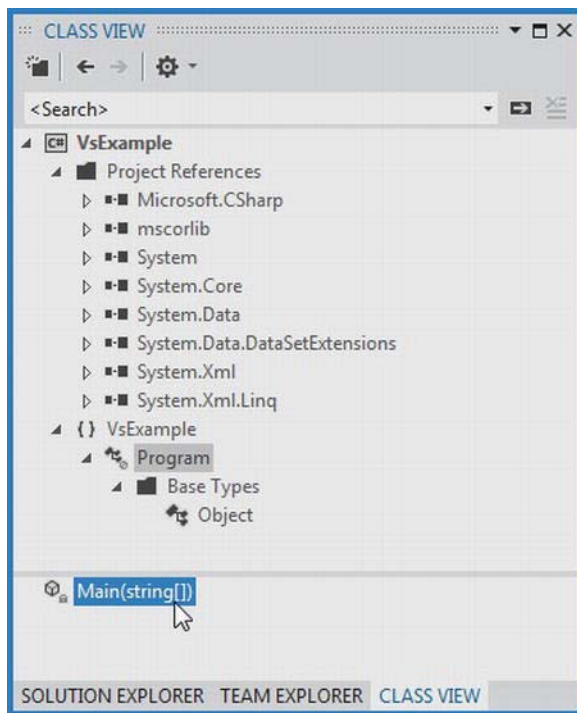 CLASS VIEW
<Search>
C# VsExample
Project References
Microsoft.CSharp
mscorlib
System
System.Core
System.Data
System.Data.DataSetExtensions
System.Xml
System.Xml.Linq
{ } VsExample
Program
Base Types
Object
Main(string[])
SOLUTION EXPLORER TEAM EXPLORER CLASS VIEW